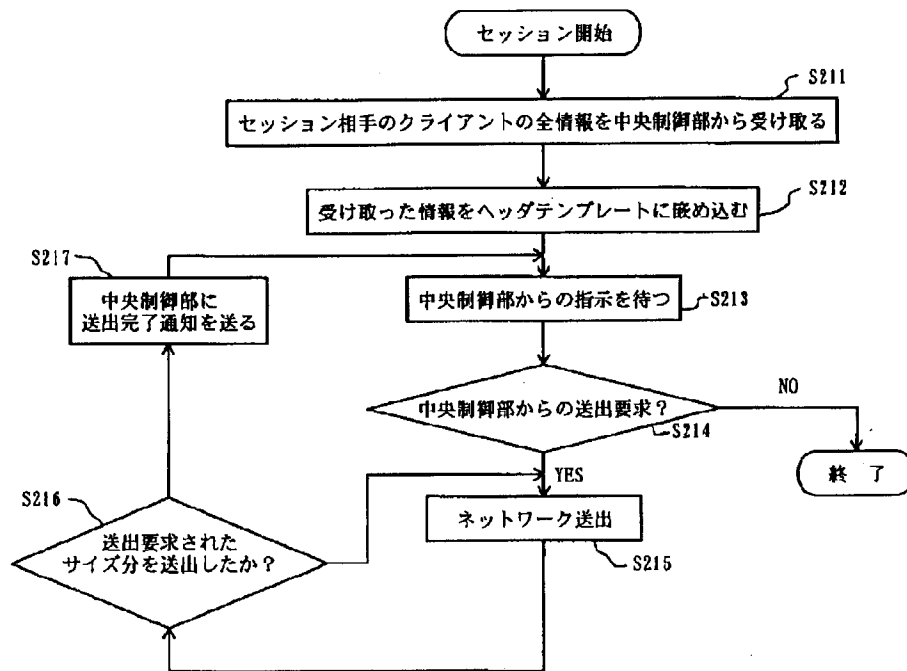 セッション開始
S211
セッション相手のクライアントの全情報を中央制御部から受け取る
S212
受け取った情報をヘッダテンプレートに嵌め込む
S217
中央制御部に
送出完了通知を送る
中央制御部からの指示を待つ
S213
中央制御部からの送出要求？
S214
NO
終 了
YES
S216
送出要求された
サイズ分を送出したか？
ネットワーク送出
S215